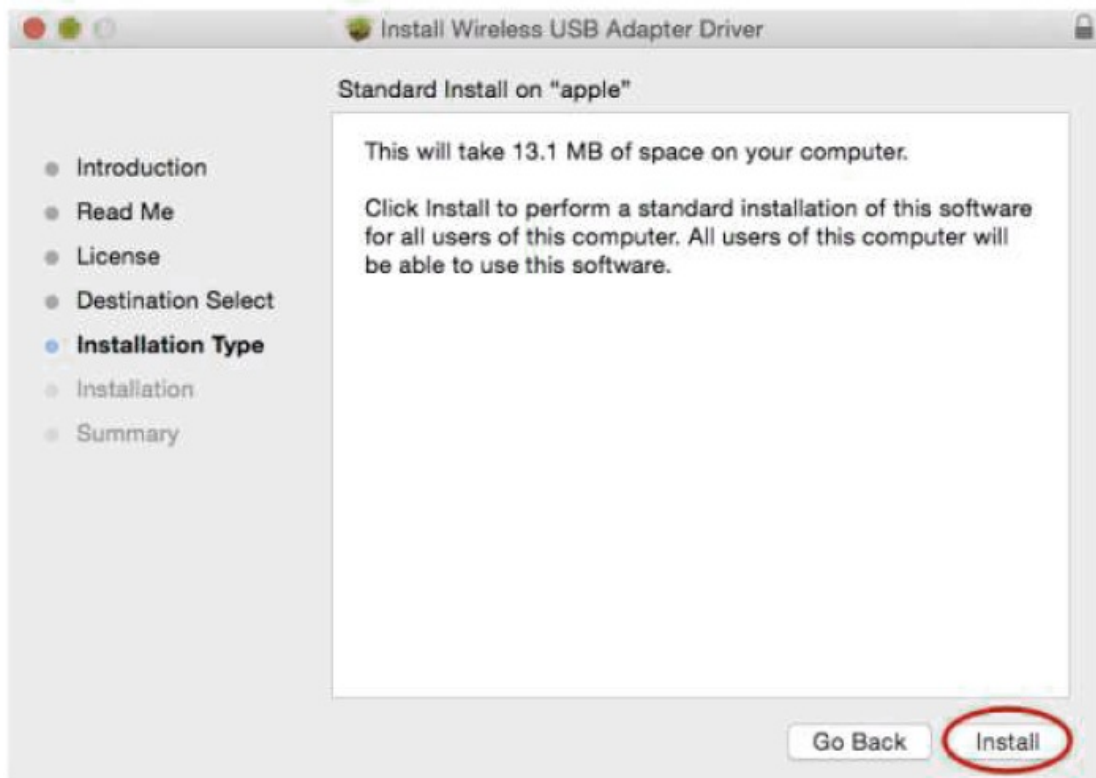 Install Wireless USB Adapter Driver
Standard Install on “apple”
Introduction
Read Me
License
Destination Select
Installation Type
Installation
Summary
This will take 13.1 MB of space on your computer.
Click Install to perform a standard installation of this software
for all users of this computer. All users of this computer will
be able to use this software.
Go Back
Install